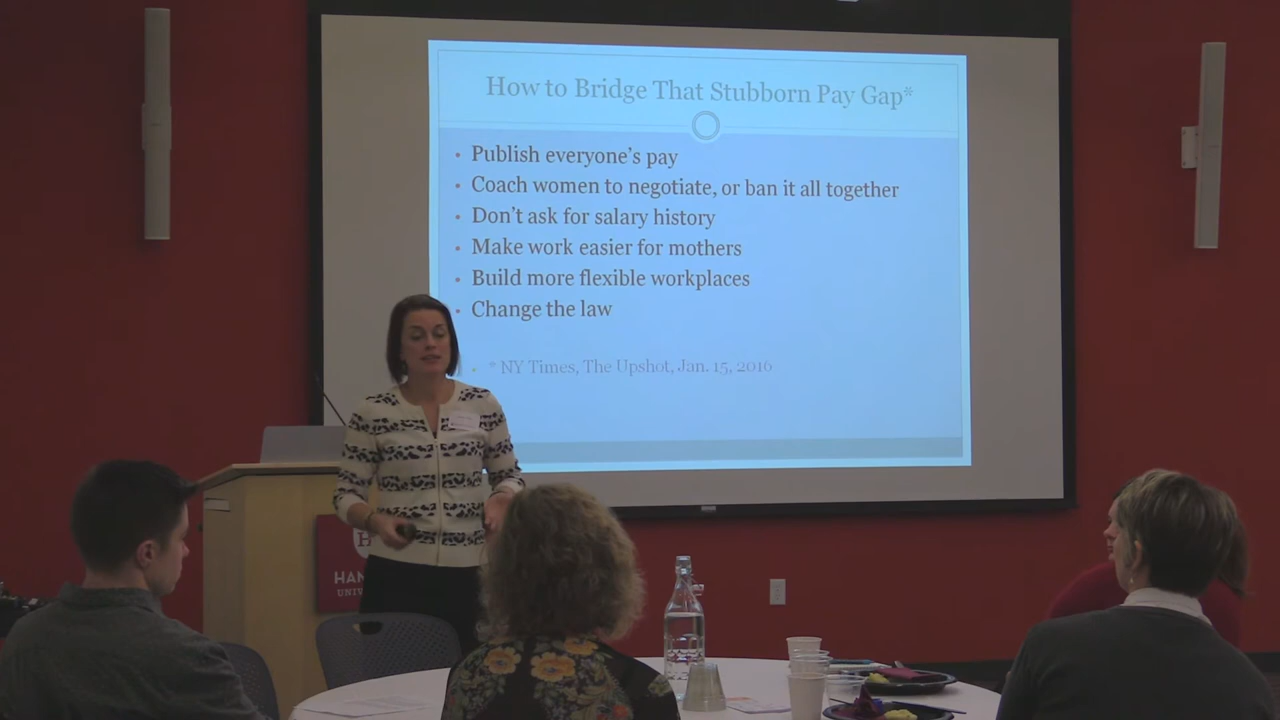 How to Bridge That Stubborn Pay Gap*
• Publish everyone's pay
• Coach women to negotiate, or ban it all together
• Don't ask for salary history
• Make work easier for mothers
• Build more flexible workplaces
• Change the law
• * NY Times, The Upshot, Jan. 15, 2016
H
HAM
UNIV